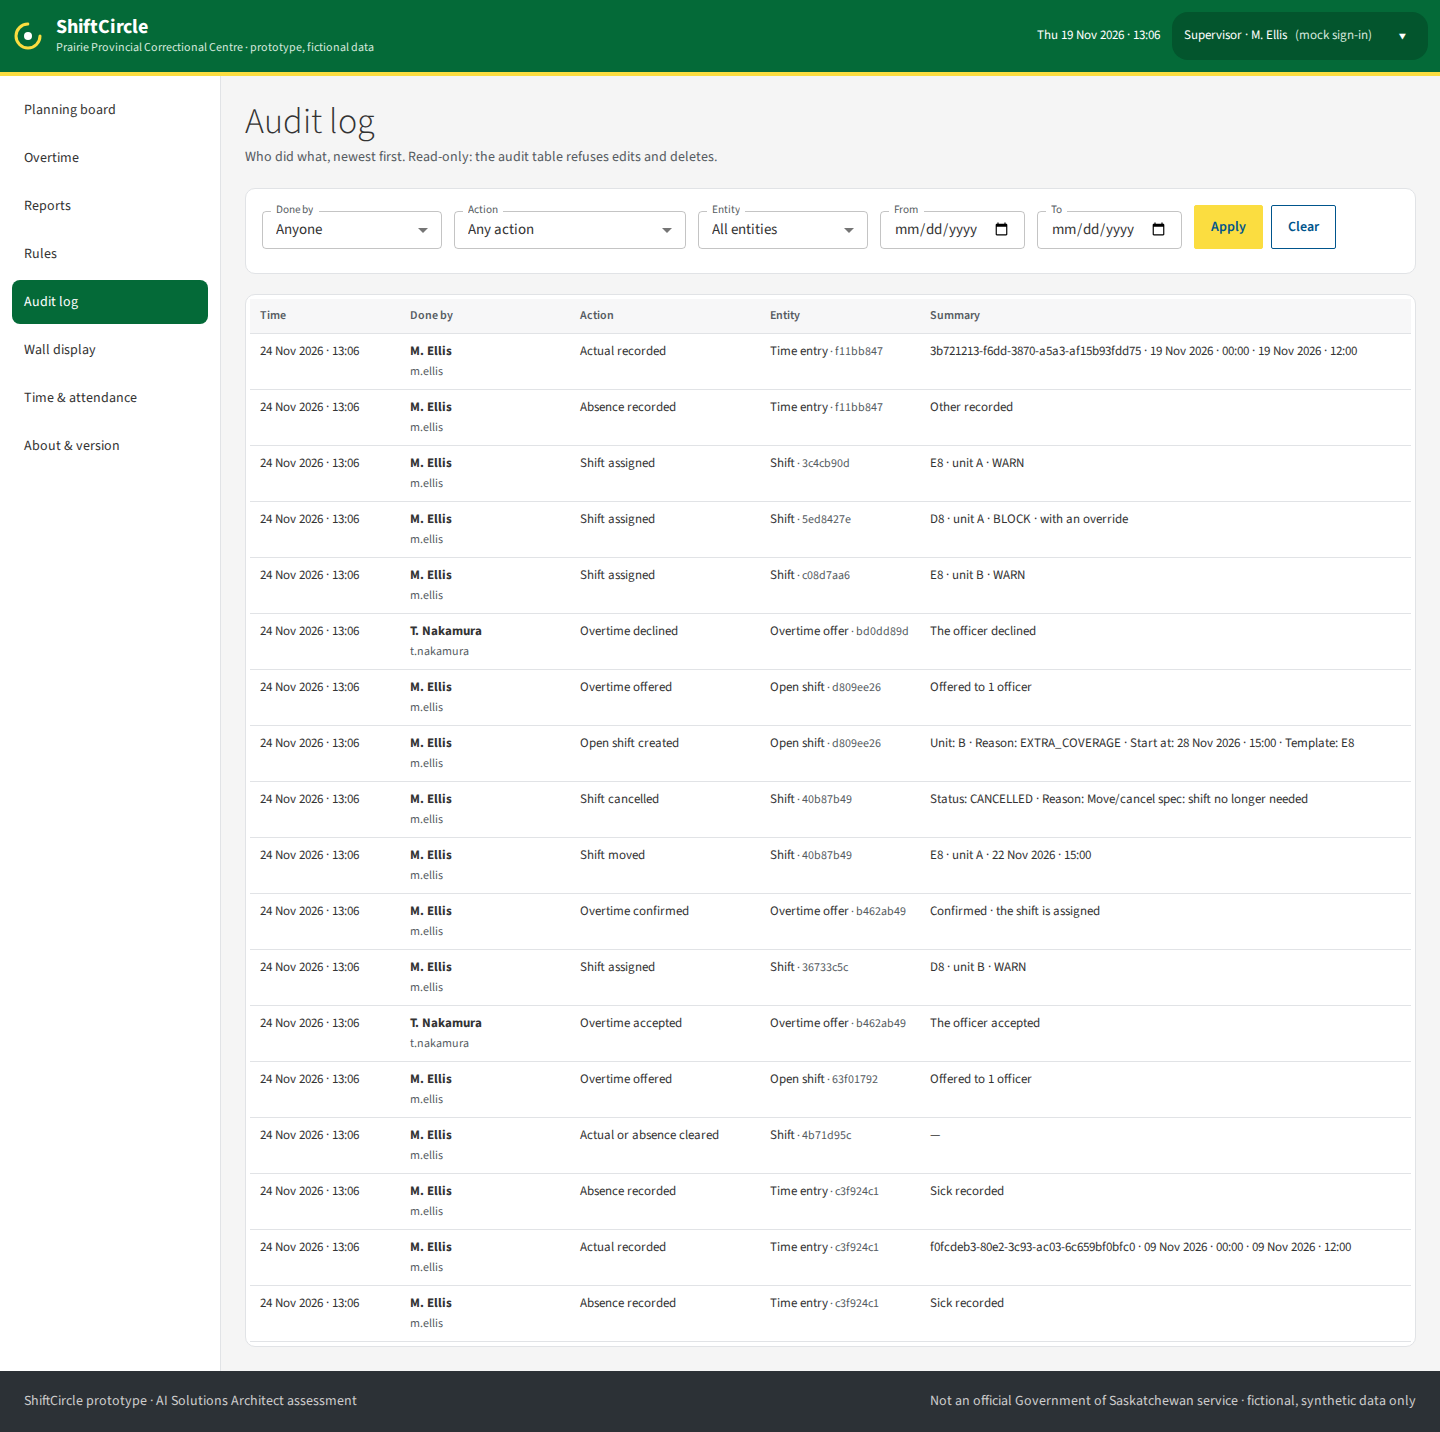 ShiftCircle
Prairie Provincial Correctional Centre · prototype, fictional data
Thu 19 Nov 2026 · 13:06
Supervisor · M. Ellis (mock sign-in)
Planning board
Overtime
Reports
Rules
Audit log
Wall display
Time & attendance
About & version
Audit log
Who did what, newest first. Read-only: the audit table refuses edits and deletes.
Done by Action Entity From To
Anyone Any action All entities mm/dd/yyyy mm/dd/yyyy Apply Clear
Time Done by Action Entity Summary
24 Nov 2026 · 13:06 M. Ellis Actual recorded Time entry · f11bb847 3b721213-f6dd-3870-a5a3-af15b93fdd75 · 19 Nov 2026 · 00:00 · 19 Nov 2026 · 12:00
m.ellis
24 Nov 2026 · 13:06 M. Ellis Absence recorded Time entry · f11bb847 Other recorded
m.ellis
24 Nov 2026 · 13:06 M. Ellis Shift assigned Shift · 3c4cb90d E8 · unit A · WARN
m.ellis
24 Nov 2026 · 13:06 M. Ellis Shift assigned Shift · 5ed8427e D8 · unit A · BLOCK · with an override
m.ellis
24 Nov 2026 · 13:06 M. Ellis Shift assigned Shift · c08d7aa6 E8 · unit B · WARN
m.ellis
24 Nov 2026 · 13:06 T. Nakamura Overtime declined Overtime offer · bd0dd89d The officer declined
t.nakamura
24 Nov 2026 · 13:06 M. Ellis Overtime offered Open shift · d809ee26 Offered to 1 officer
m.ellis
24 Nov 2026 · 13:06 M. Ellis Open shift created Open shift · d809ee26 Unit: B · Reason: EXTRA_COVERAGE · Start at: 28 Nov 2026 · 15:00 · Template: E8
m.ellis
24 Nov 2026 · 13:06 M. Ellis Shift cancelled Shift · 40b87b49 Status: CANCELLED · Reason: Move/cancel spec: shift no longer needed
m.ellis
24 Nov 2026 · 13:06 M. Ellis Shift moved Shift · 40b87b49 E8 · unit A · 22 Nov 2026 · 15:00
m.ellis
24 Nov 2026 · 13:06 M. Ellis Overtime confirmed Overtime offer · b462ab49 Confirmed · the shift is assigned
m.ellis
24 Nov 2026 · 13:06 M. Ellis Shift assigned Shift · 36733c5c D8 · unit B · WARN
m.ellis
24 Nov 2026 · 13:06 T. Nakamura Overtime accepted Overtime offer · b462ab49 The officer accepted
t.nakamura
24 Nov 2026 · 13:06 M. Ellis Overtime offered Open shift · 63f01792 Offered to 1 officer
m.ellis
24 Nov 2026 · 13:06 M. Ellis Actual or absence cleared Shift · 4b71d95c —
m.ellis
24 Nov 2026 · 13:06 M. Ellis Absence recorded Time entry · c3f924c1 Sick recorded
m.ellis
24 Nov 2026 · 13:06 M. Ellis Actual recorded Time entry · c3f924c1 f0fcdeb3-80e2-3c93-ac03-6c659bf0bfc0 · 09 Nov 2026 · 00:00 · 09 Nov 2026 · 12:00
m.ellis
24 Nov 2026 · 13:06 M. Ellis Absence recorded Time entry · c3f924c1 Sick recorded
m.ellis
ShiftCircle prototype · AI Solutions Architect assessment
Not an official Government of Saskatchewan service · fictional, synthetic data only